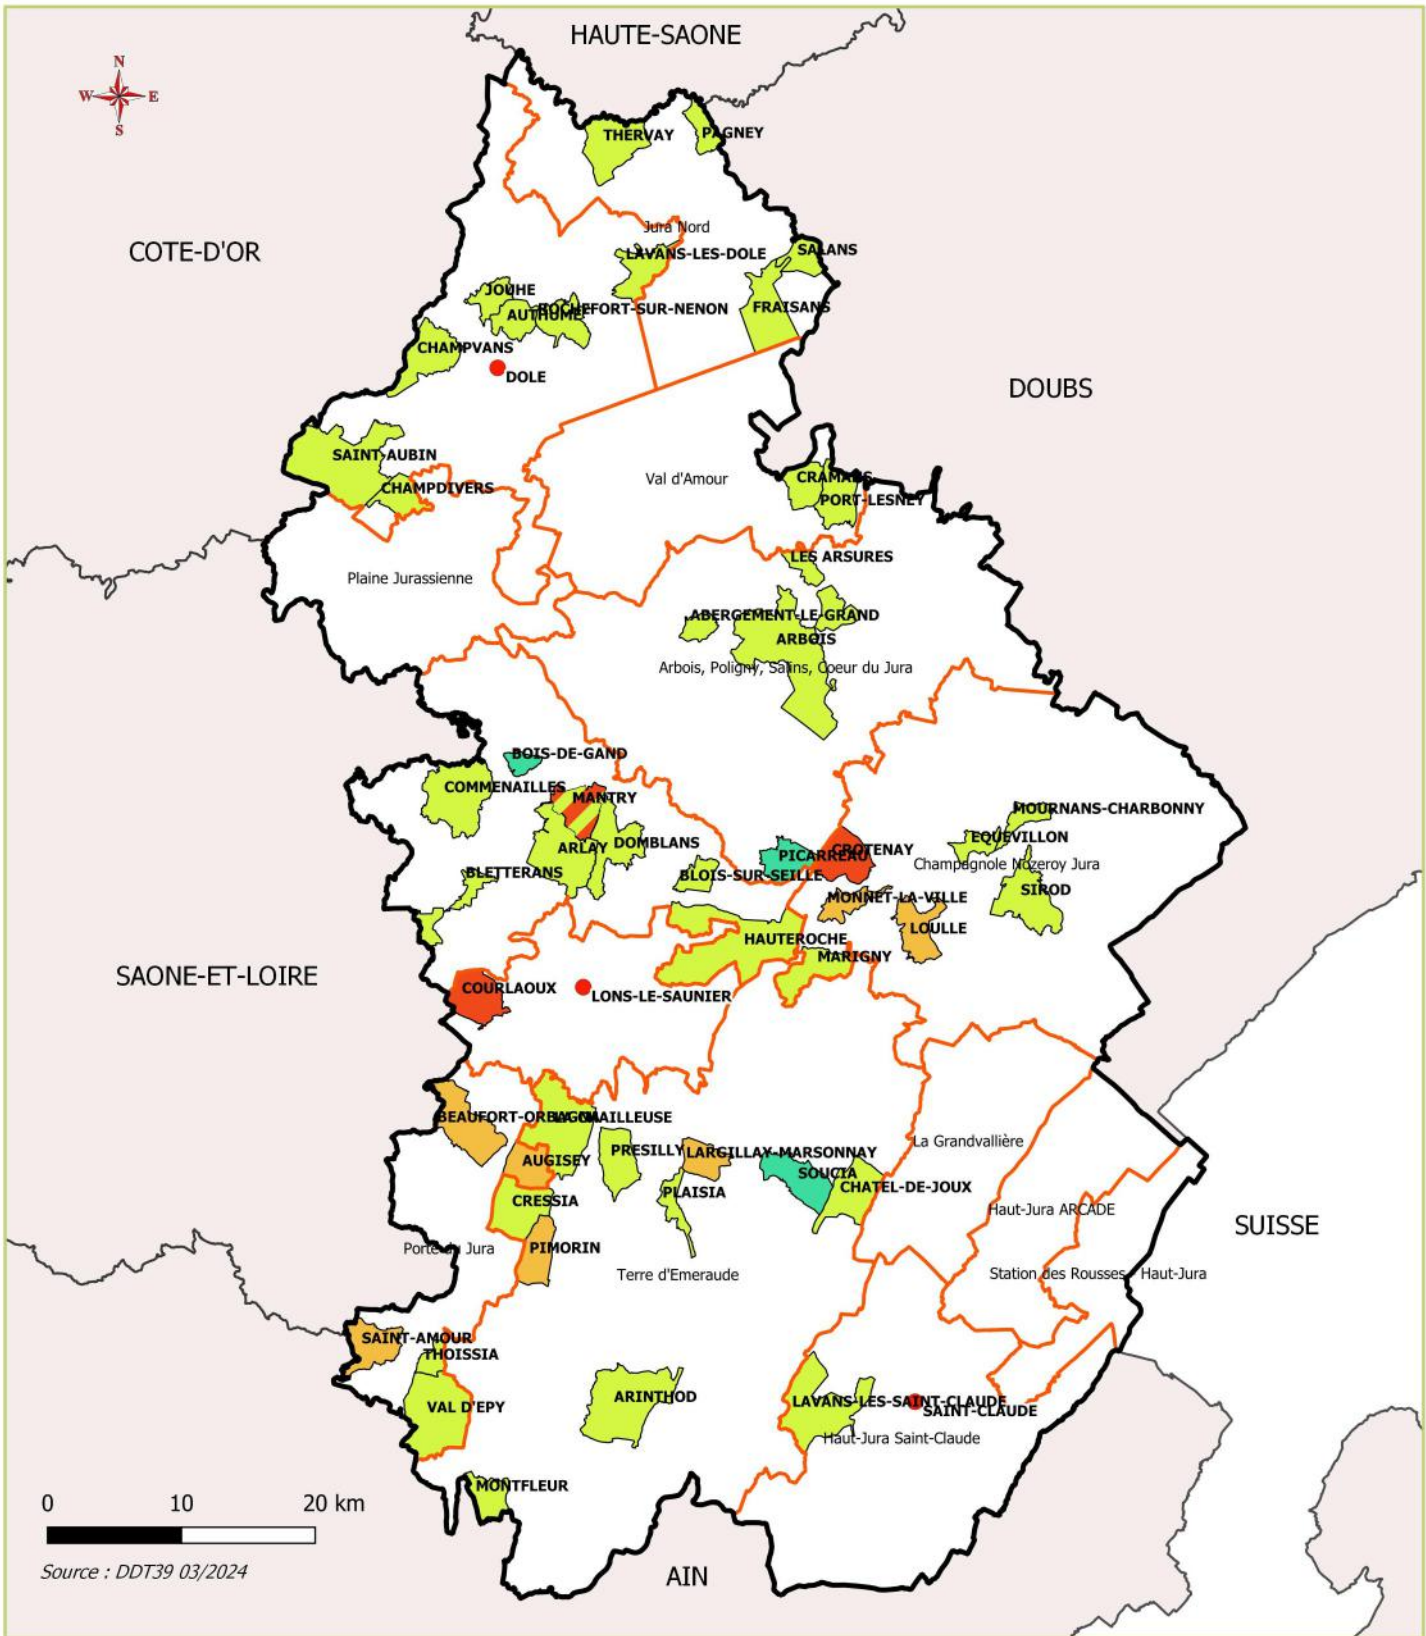 HAUTE-SAONE
N
W E
S
THERVAY
PAGNEY
Jura Nord
COTE-D'OR
LAVANS-LES-DOLE
SALANS
JOUHE
AUTHUME
ROCHEFORT-SUR-NENON
FRAISANS
CHAMPVANS
DOLE
DOUBS
SAINT-AUBIN
CHAMPDIVERS
Val d'Amour
CRAMANS
PORT-LESNEY
LES ARSURES
Plaine Jurassienne
ABERGEMENT-LE-GRAND
ARBOIS
Arbois, Poligny, Salins, Coeur du Jura
BOIS-DE-GAND
COMMENAILLES
MANTRY
MOURNANS-CHARBONNY
EQUEVILLON
DOMBLANS
ARLAY
PICARREAU
CROTENAY
Champagnole Nozeroy Jura
BLETTERANS
BLOIS-SUR-SEILLE
SIROD
MONNET-LA-VILLE
LOULLE
HAUTEROCHE
MARIGNY
SAONE-ET-LOIRE
COURLAOUX
LONS-LE-SAUNIER
BEAUFORT-ORBAGNA
LA CHAILLEUSE
La Grandvallière
AUGISEY
PRESILLY
LARGILLAY-MARSONNAY
SOUCIA
CHATEL-DE-JOUX
CRESSIA
PLAISIA
Haut-Jura ARCADE
SUISSE
Porte du Jura
PIMORIN
Terre d'Emeraude
Station des Rousses - Haut-Jura
SAINT-AMOUR
THOISSIA
VAL D'EPY
ARINTHOD
LAVANS-LES-SAINT-CLAUDE
SAINT-CLAUDE
Haut-Jura Saint-Claude
MONTFLEUR
0 10 20 km
Source : DDT39 03/2024
AIN